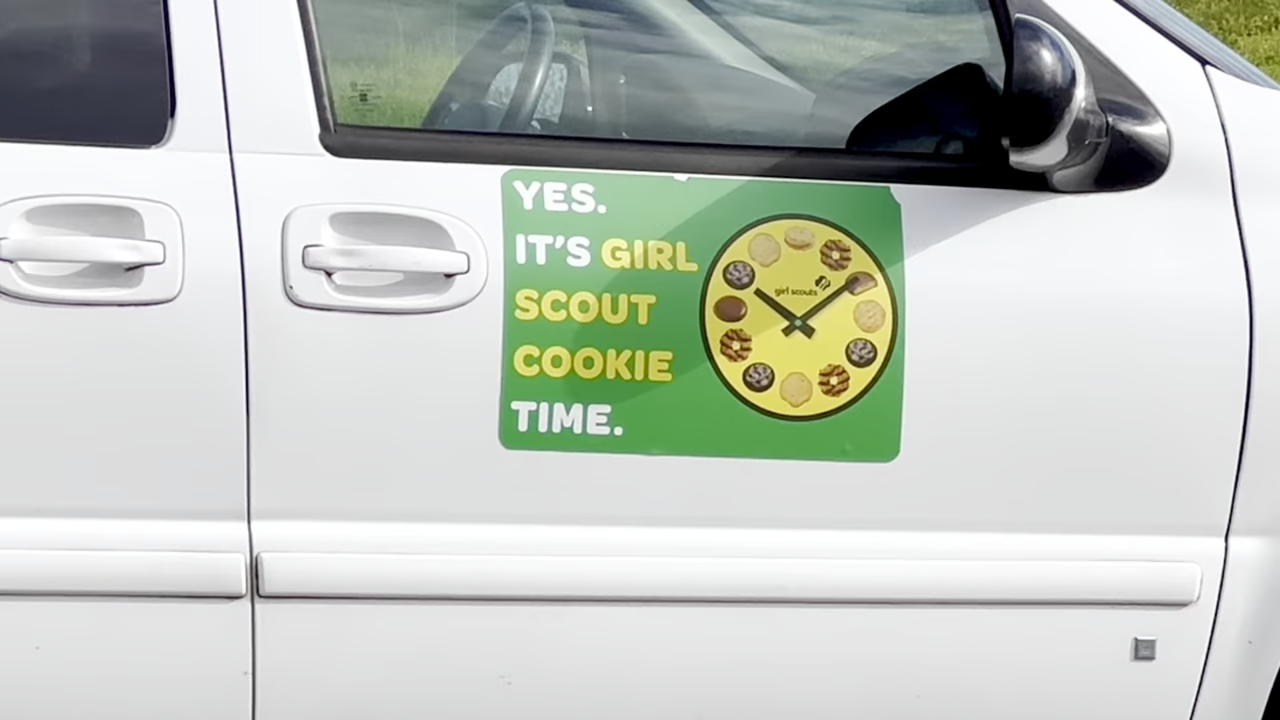 YES.
IT'S GIRL
SCOUT
COOKIE
TIME.
girl scouts